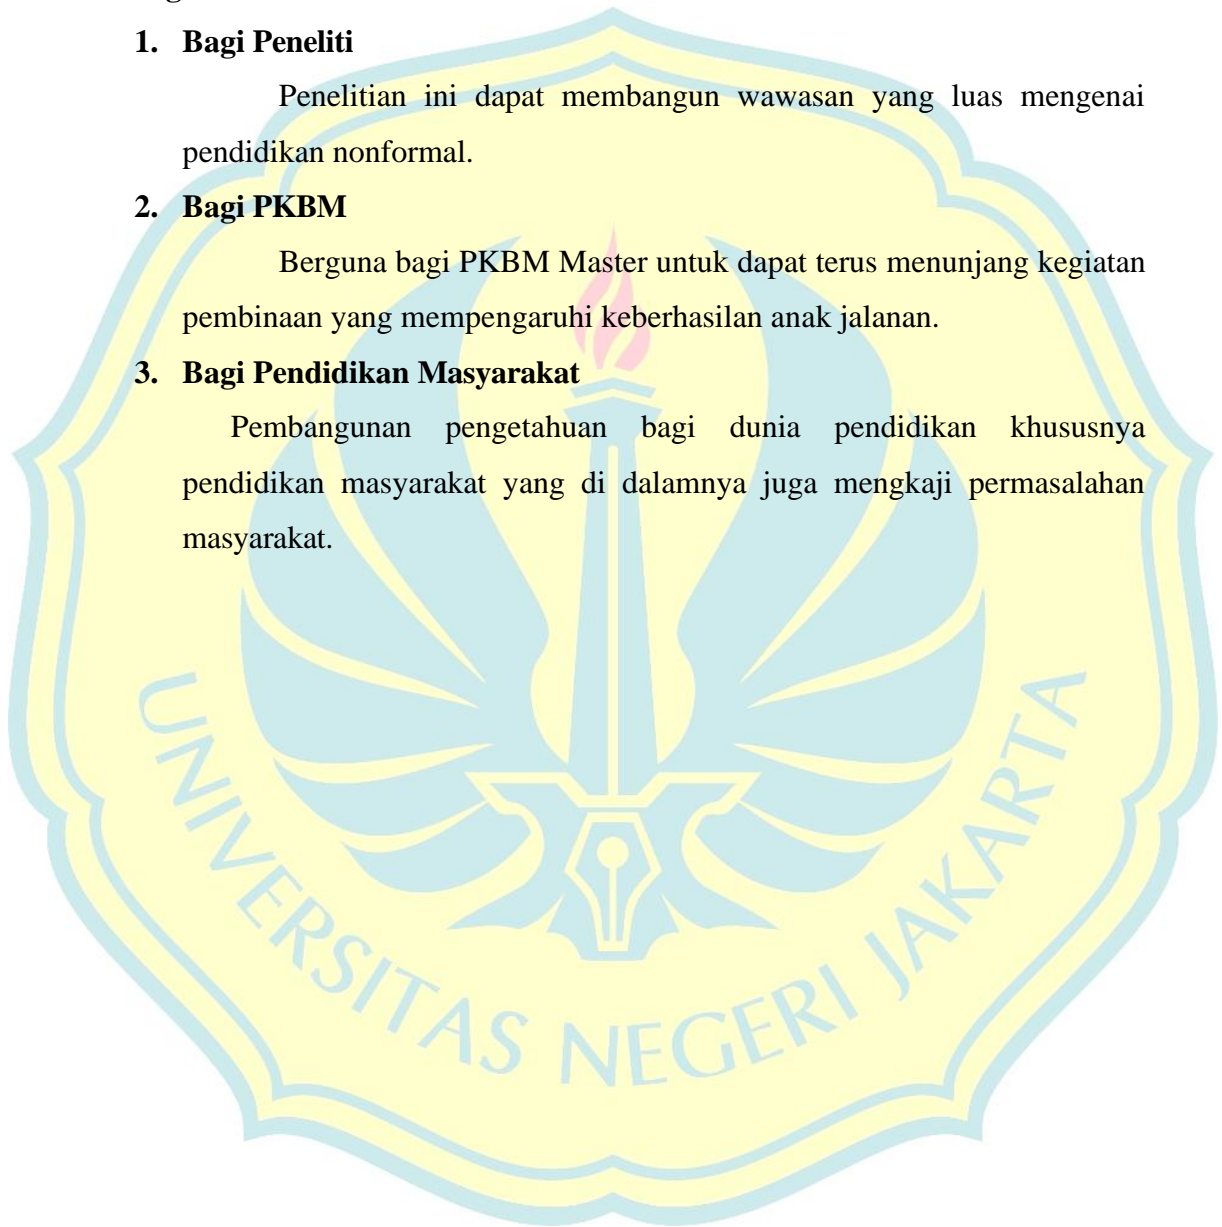 1. Bagi Peneliti
Penelitian ini dapat membangun wawasan yang luas mengenai
pendidikan nonformal.
2. Bagi PKBM
Berguna bagi PKBM Master untuk dapat terus menunjang kegiatan
pembinaan yang mempengaruhi keberhasilan anak jalanan.
3. Bagi Pendidikan Masyarakat
Pembangunan pengetahuan bagi dunia pendidikan khususnya
pendidikan masyarakat yang di dalamnya juga mengkaji permasalahan
masyarakat.
UNIVERSITAS NEGERI JAKARTA